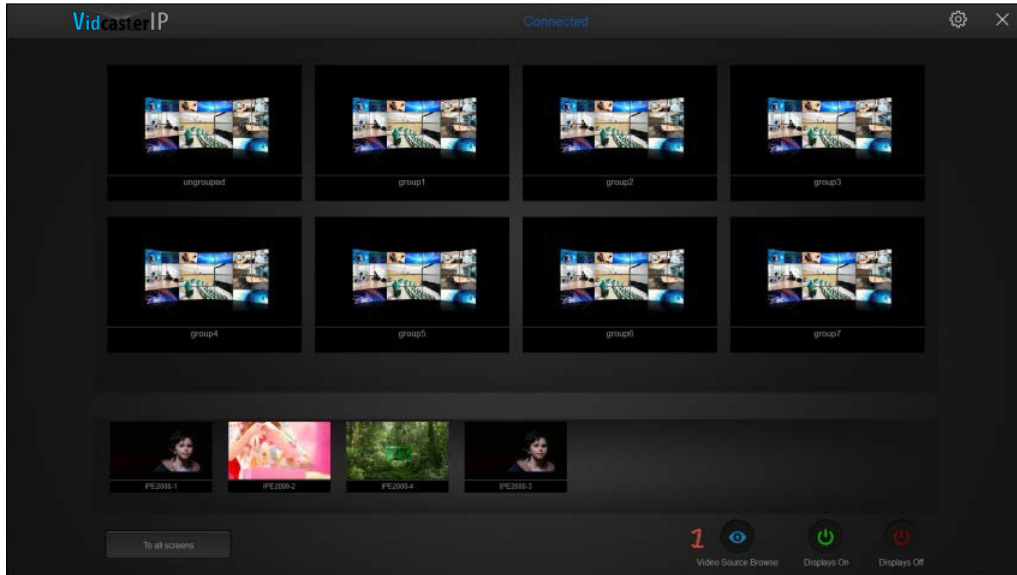 VidcasterIP
Connected
ungrouped
group1
group2
group3
group4
group5
group6
group7
IPE2000-1
IPE2000-2
IPE2000-4
IPE2000-3
To all screens
1
Video Source Browse
Displays On
Displays Off